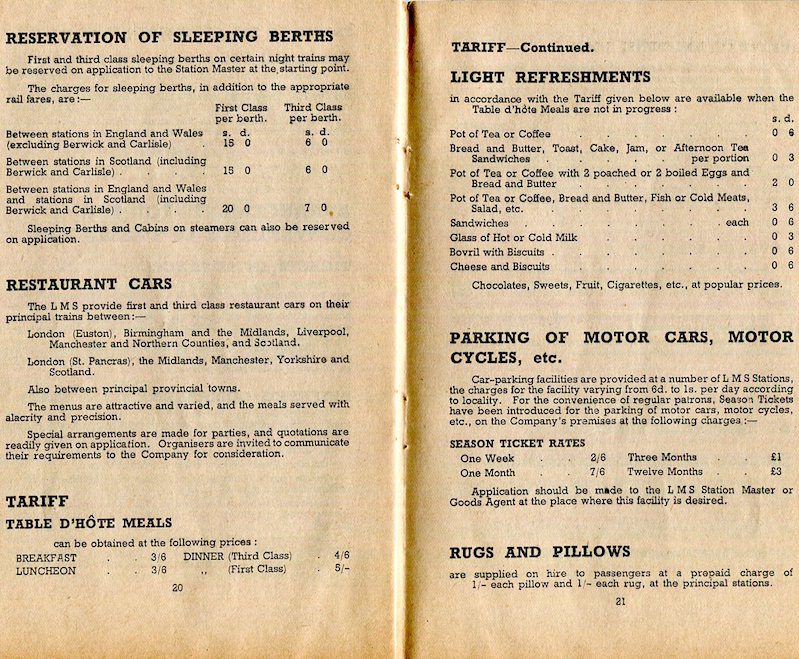 RESERVATION OF SLEEPING BERTHS
First and third class sleeping berths on certain night trains may
be reserved on application to the Station Master at the starting point.
The charges for sleeping berths, in addition to the appropriate
rail fares, are :—
First Class Third Class
per berth. per berth.
Between stations in England and Wales s. d. s. d.
(excluding Berwick and Carlisle) . 15 0 6 0
Between stations in Scotland (including
Berwick and Carlisle) . . . . 15 0 6 0
Between stations in England and Wales
and stations in Scotland (including
Berwick and Carlisle) . . . . 20 0 7 0
Sleeping Berths and Cabins on steamers can also be reserved
on application.
RESTAURANT CARS
The L M S provide first and third class restaurant cars on their
principal trains between :—
London (Euston), Birmingham and the Midlands, Liverpool,
Manchester and Northern Counties, and Scotland.
London (St. Pancras), the Midlands, Manchester, Yorkshire and
Scotland.
Also between principal provincial towns.
The menus are attractive and varied, and the meals served with
alacrity and precision.
Special arrangements are made for parties, and quotations are
readily given on application. Organisers are invited to communicate
their requirements to the Company for consideration.
TARIFF
TABLE D'HÔTE MEALS
can be obtained at the following prices :
BREAKFAST . . 3/6 DINNER (Third Class) . 4/6
LUNCHEON . . 3/6 ,, (First Class) . 5/-
20
TARIFF—Continued.
LIGHT REFRESHMENTS
in accordance with the Tariff given below are available when the
Table d'hôte Meals are not in progress :
s. d.
Pot of Tea or Coffee . . . . . . 0 6
Bread and Butter, Toast, Cake, Jam, or Afternoon Tea
Sandwiches . . . . . per portion 0 3
Pot of Tea or Coffee with 2 poached or 2 boiled Eggs and
Bread and Butter . . . . . . 2 0
Pot of Tea or Coffee, Bread and Butter, Fish or Cold Meats,
Salad, etc. . . . . . . . 3 6
Sandwiches . . . . . . each 0 6
Glass of Hot or Cold Milk . . . . . . 0 3
Bovril with Biscuits . . . . . . . 0 6
Cheese and Biscuits . . . . . . 0 6
Chocolates, Sweets, Fruit, Cigarettes, etc., at popular prices.
PARKING OF MOTOR CARS, MOTOR
CYCLES, etc.
Car-parking facilities are provided at a number of L M S Stations,
the charges for the facility varying from 6d. to 1s. per day according
to locality. For the convenience of regular patrons, Season Tickets
have been introduced for the parking of motor cars, motor cycles,
etc., on the Company's premises at the following charges :—
SEASON TICKET RATES
One Week . . 2/6 Three Months . . £1
One Month . . 7/6 Twelve Months . . £3
Application should be made to the L M S Station Master or
Goods Agent at the place where this facility is desired.
RUGS AND PILLOWS
are supplied on hire to passengers at a prepaid charge of
1/- each pillow and 1/- each rug, at the principal stations.
21